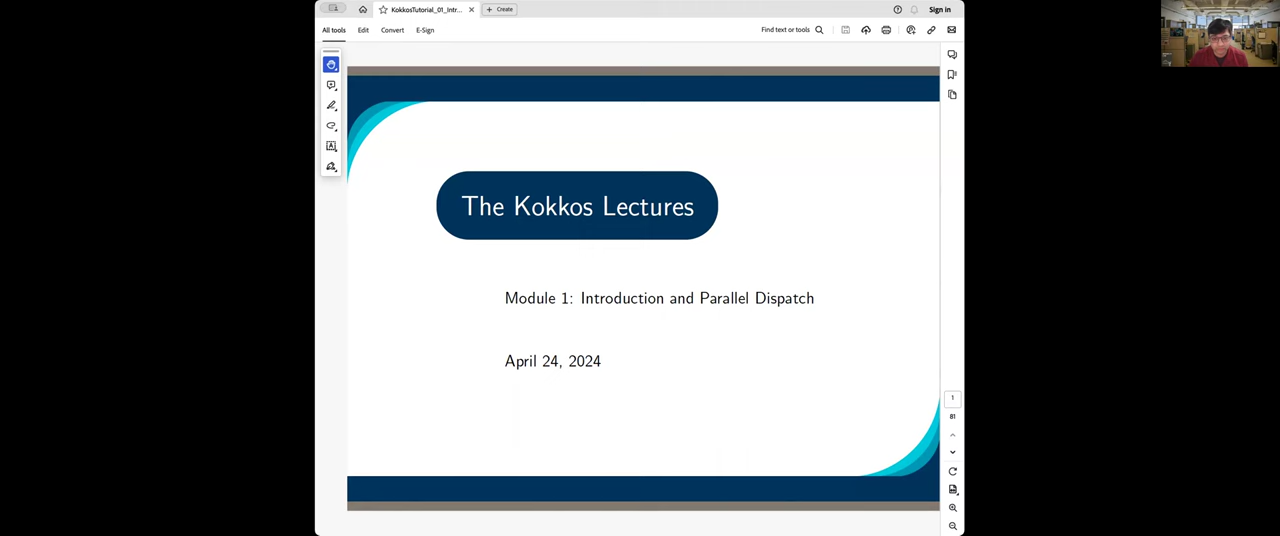 KokkosTutorial_01_Intr...
Create
Sign in
All tools
Edit
Convert
E-Sign
Find text or tools
The Kokkos Lectures
Module 1: Introduction and Parallel Dispatch
April 24, 2024
1
81